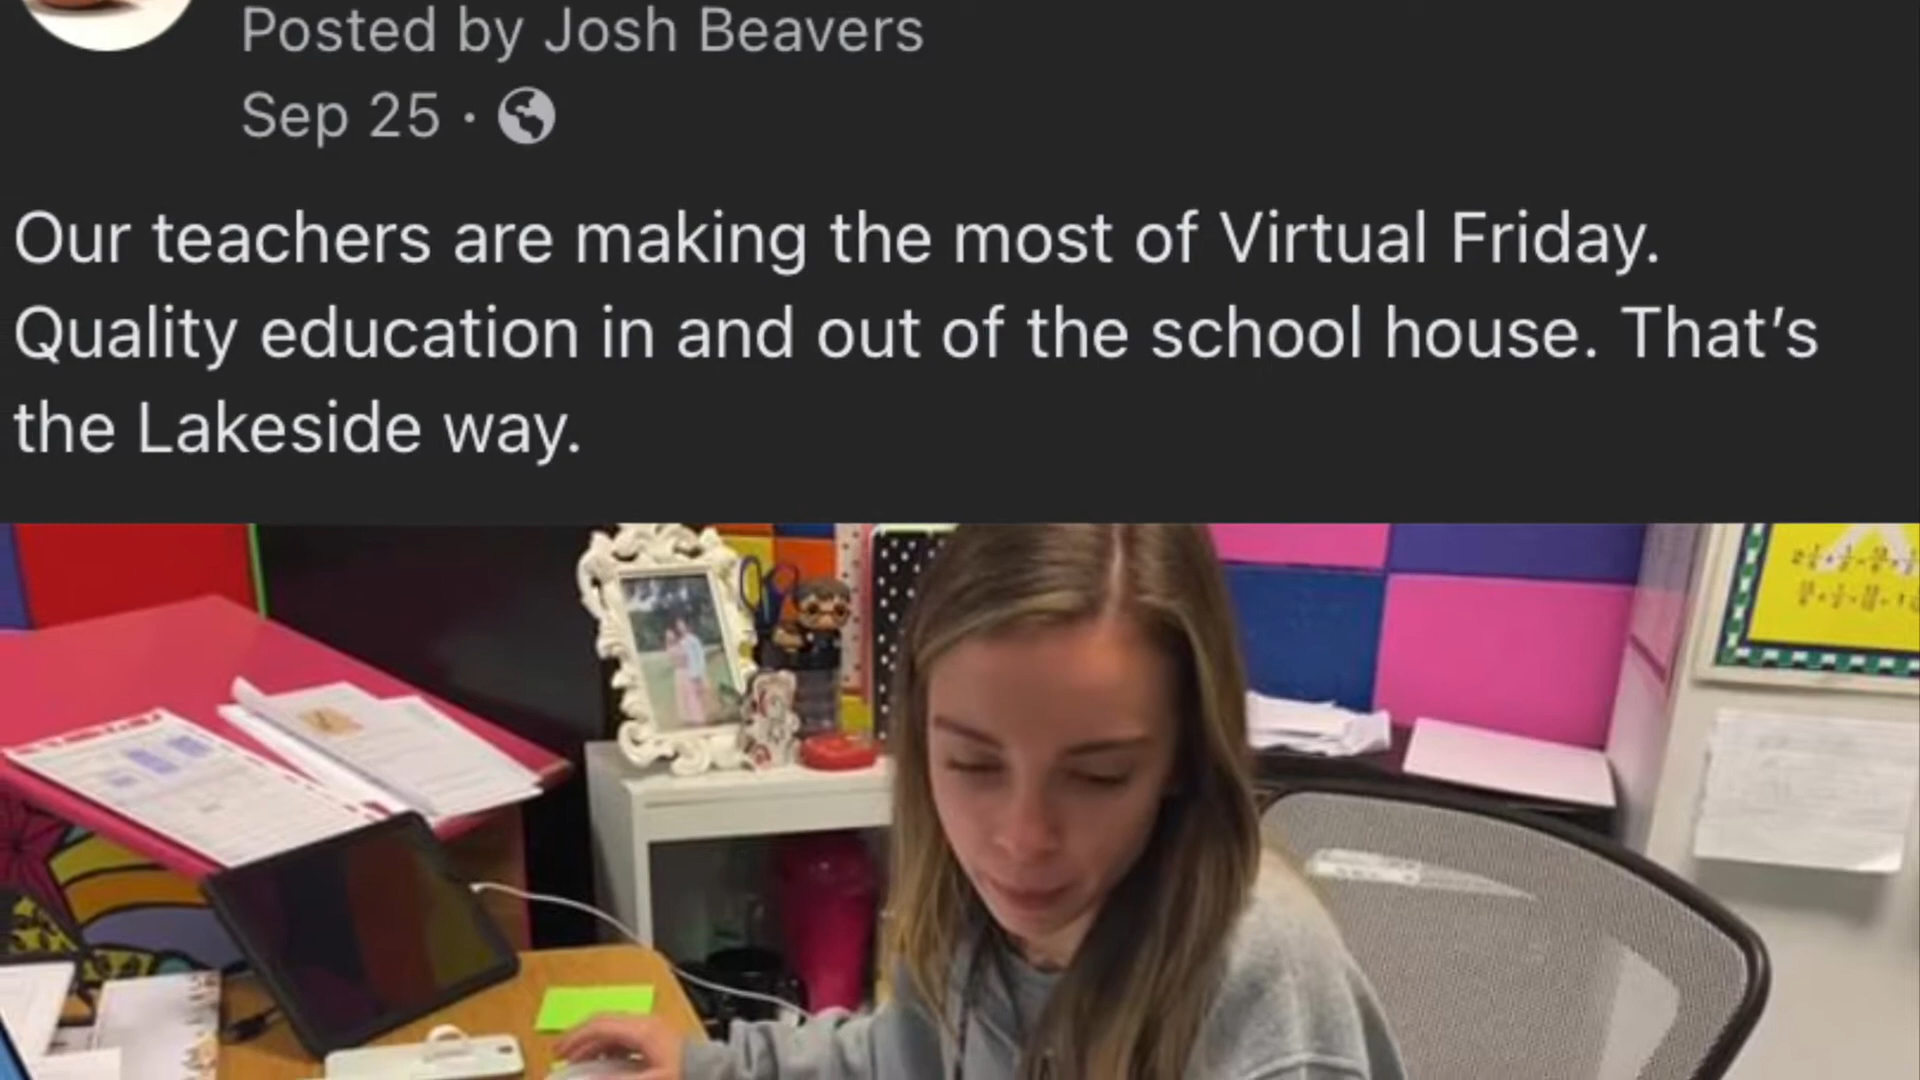 Posted by Josh Beavers
Sep 25 ·
Our teachers are making the most of Virtual Friday.
Quality education in and out of the school house. That’s
the Lakeside way.